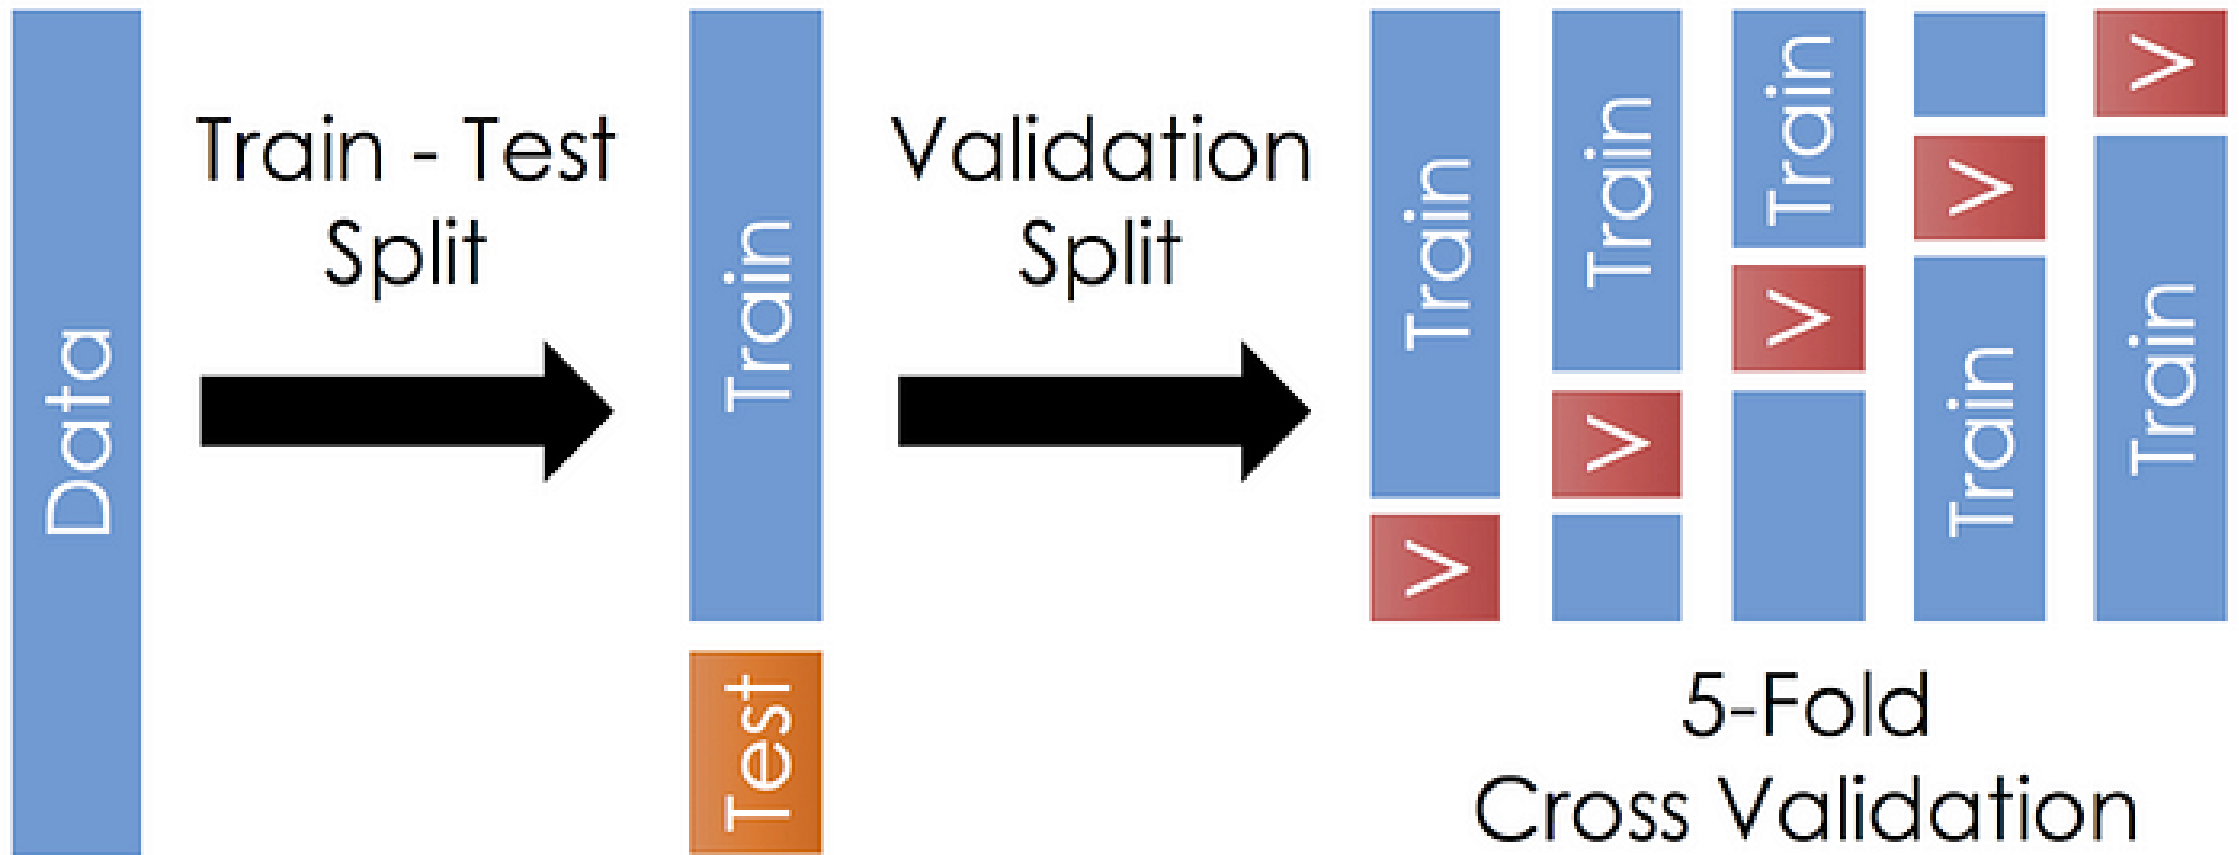 Data
Train - Test
Split
Train
Test
Validation
Split
Train
V
Train
V
Train
V
V
Train
V
Train
5-Fold
Cross Validation